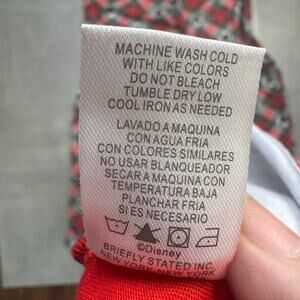 MACHINE WASH COLD
WITH LIKE COLORS
DO NOT BLEACH
TUMBLE DRY LOW
COOL IRON AS NEEDED
LAVADO A MAQUINA
CON AGUA FRIA
CON COLORES SIMILARES
NO USAR BLANQUEADOR
SECAR A MAQUINA CON
TEMPERATURA BAJA
PLANCHAR FRIA
SI ES NECESARIO
©Disney
BRIEFLY STATED INC.
NEW YORK, NEW YORK